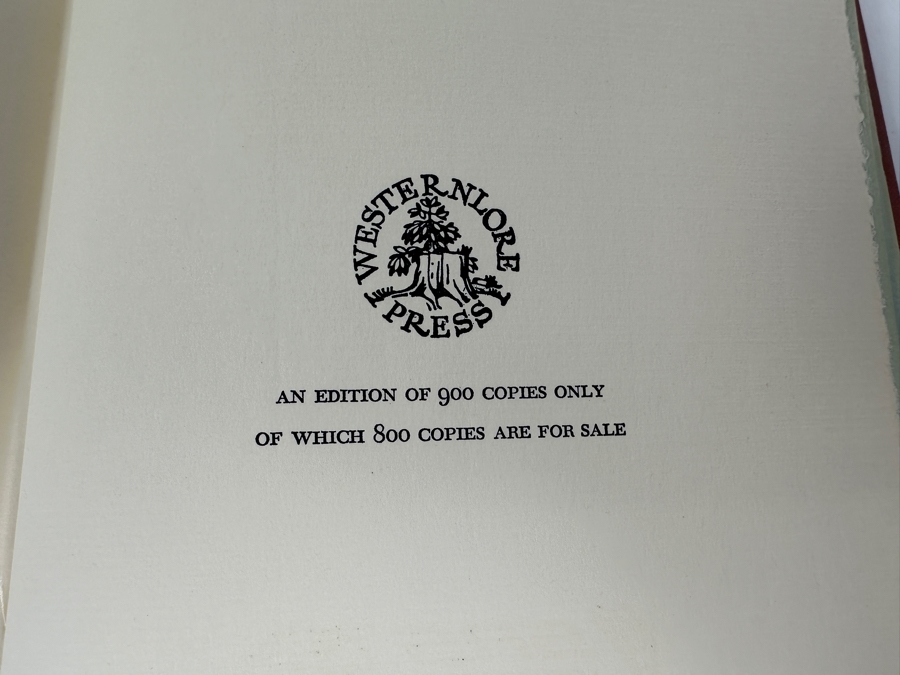 WESTERNLORE
PRESS
AN EDITION OF 900 COPIES ONLY
OF WHICH 800 COPIES ARE FOR SALE